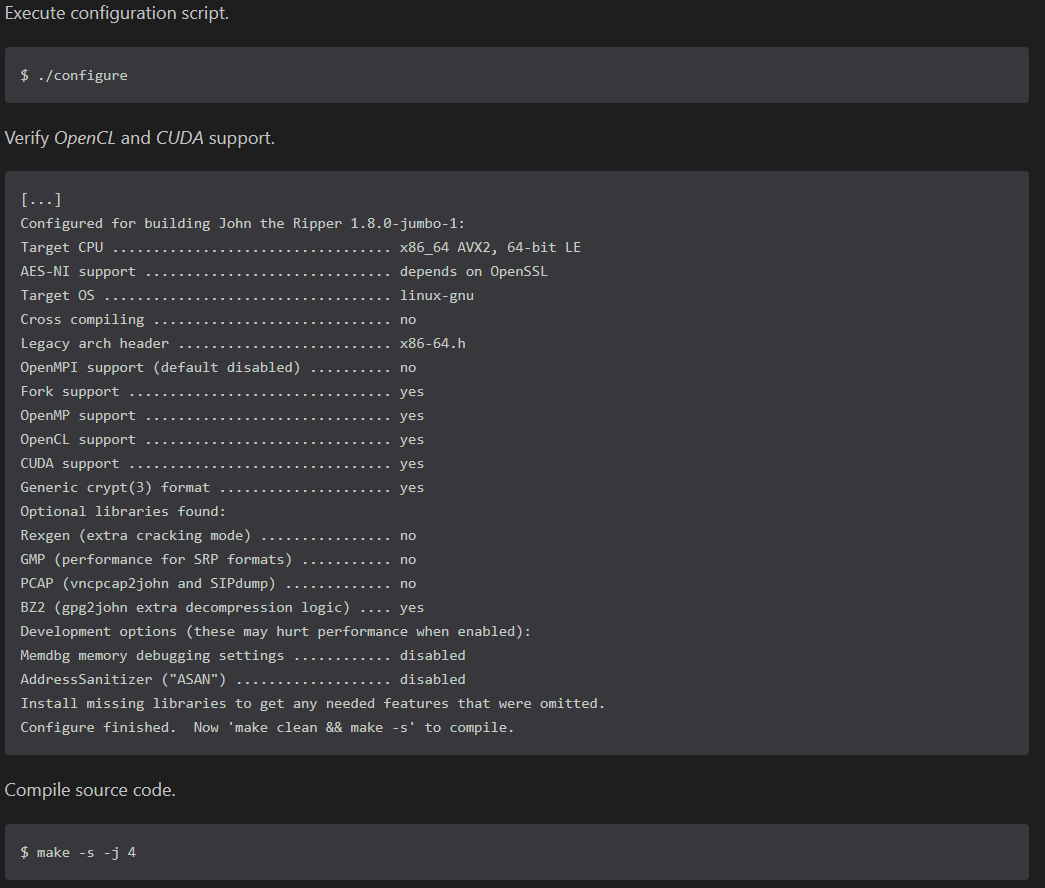 Execute configuration script.
$ ./configure
Verify OpenCL and CUDA support.
[...]
Configured for building John the Ripper 1.8.0-jumbo-1:
Target CPU .................................. x86_64 AVX2, 64-bit LE
AES-NI support .............................. depends on OpenSSL
Target OS ................................... linux-gnu
Cross compiling ............................. no
Legacy arch header .......................... x86-64.h
OpenMPI support (default disabled) .......... no
Fork support ................................ yes
OpenMP support .............................. yes
OpenCL support .............................. yes
CUDA support ................................ yes
Generic crypt(3) format ..................... yes
Optional libraries found:
Rexgen (extra cracking mode) ................ no
GMP (performance for SRP formats) ........... no
PCAP (vncpcap2john and SIPdump) ............. no
BZ2 (gpg2john extra decompression logic) .... yes
Development options (these may hurt performance when enabled):
Memdbg memory debugging settings ............ disabled
AddressSanitizer ("ASAN") ................... disabled
Install missing libraries to get any needed features that were omitted.
Configure finished.  Now 'make clean && make -s' to compile.
Compile source code.
$ make -s -j 4